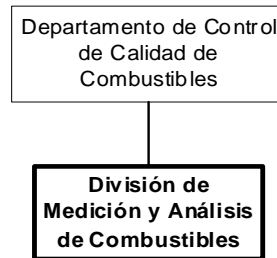 Departamento de Control
de Calidad de
Combustibles
División de
Medición y Análisis
de Combustibles